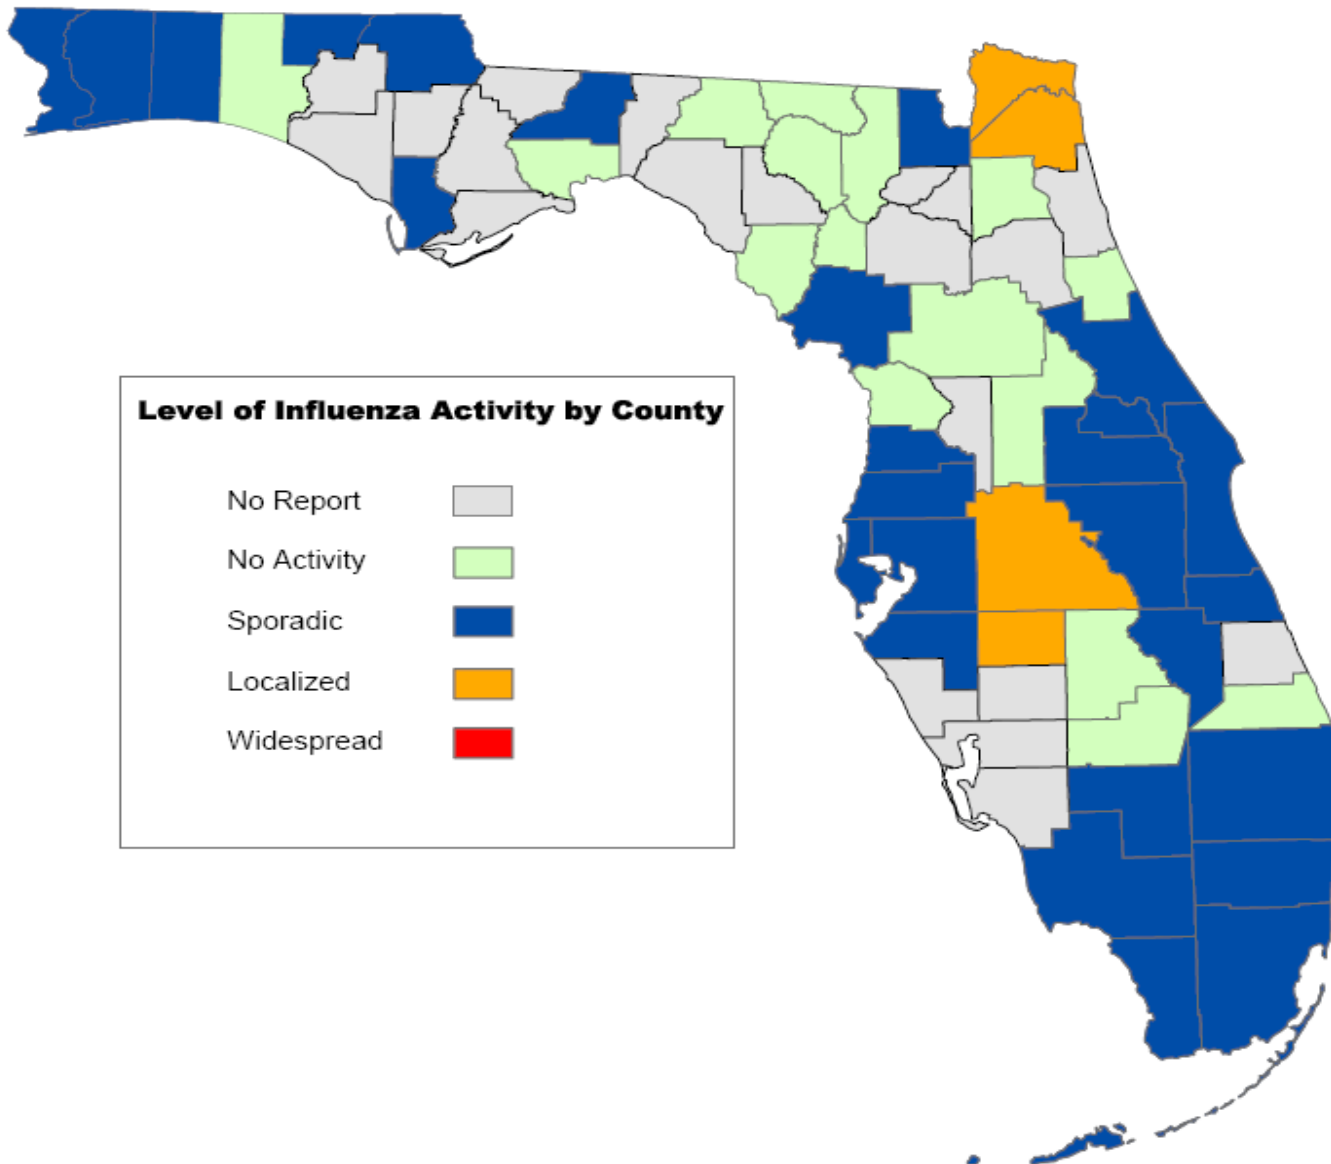 Level of Influenza Activity by County
No Report
No Activity
Sporadic
Localized
Widespread